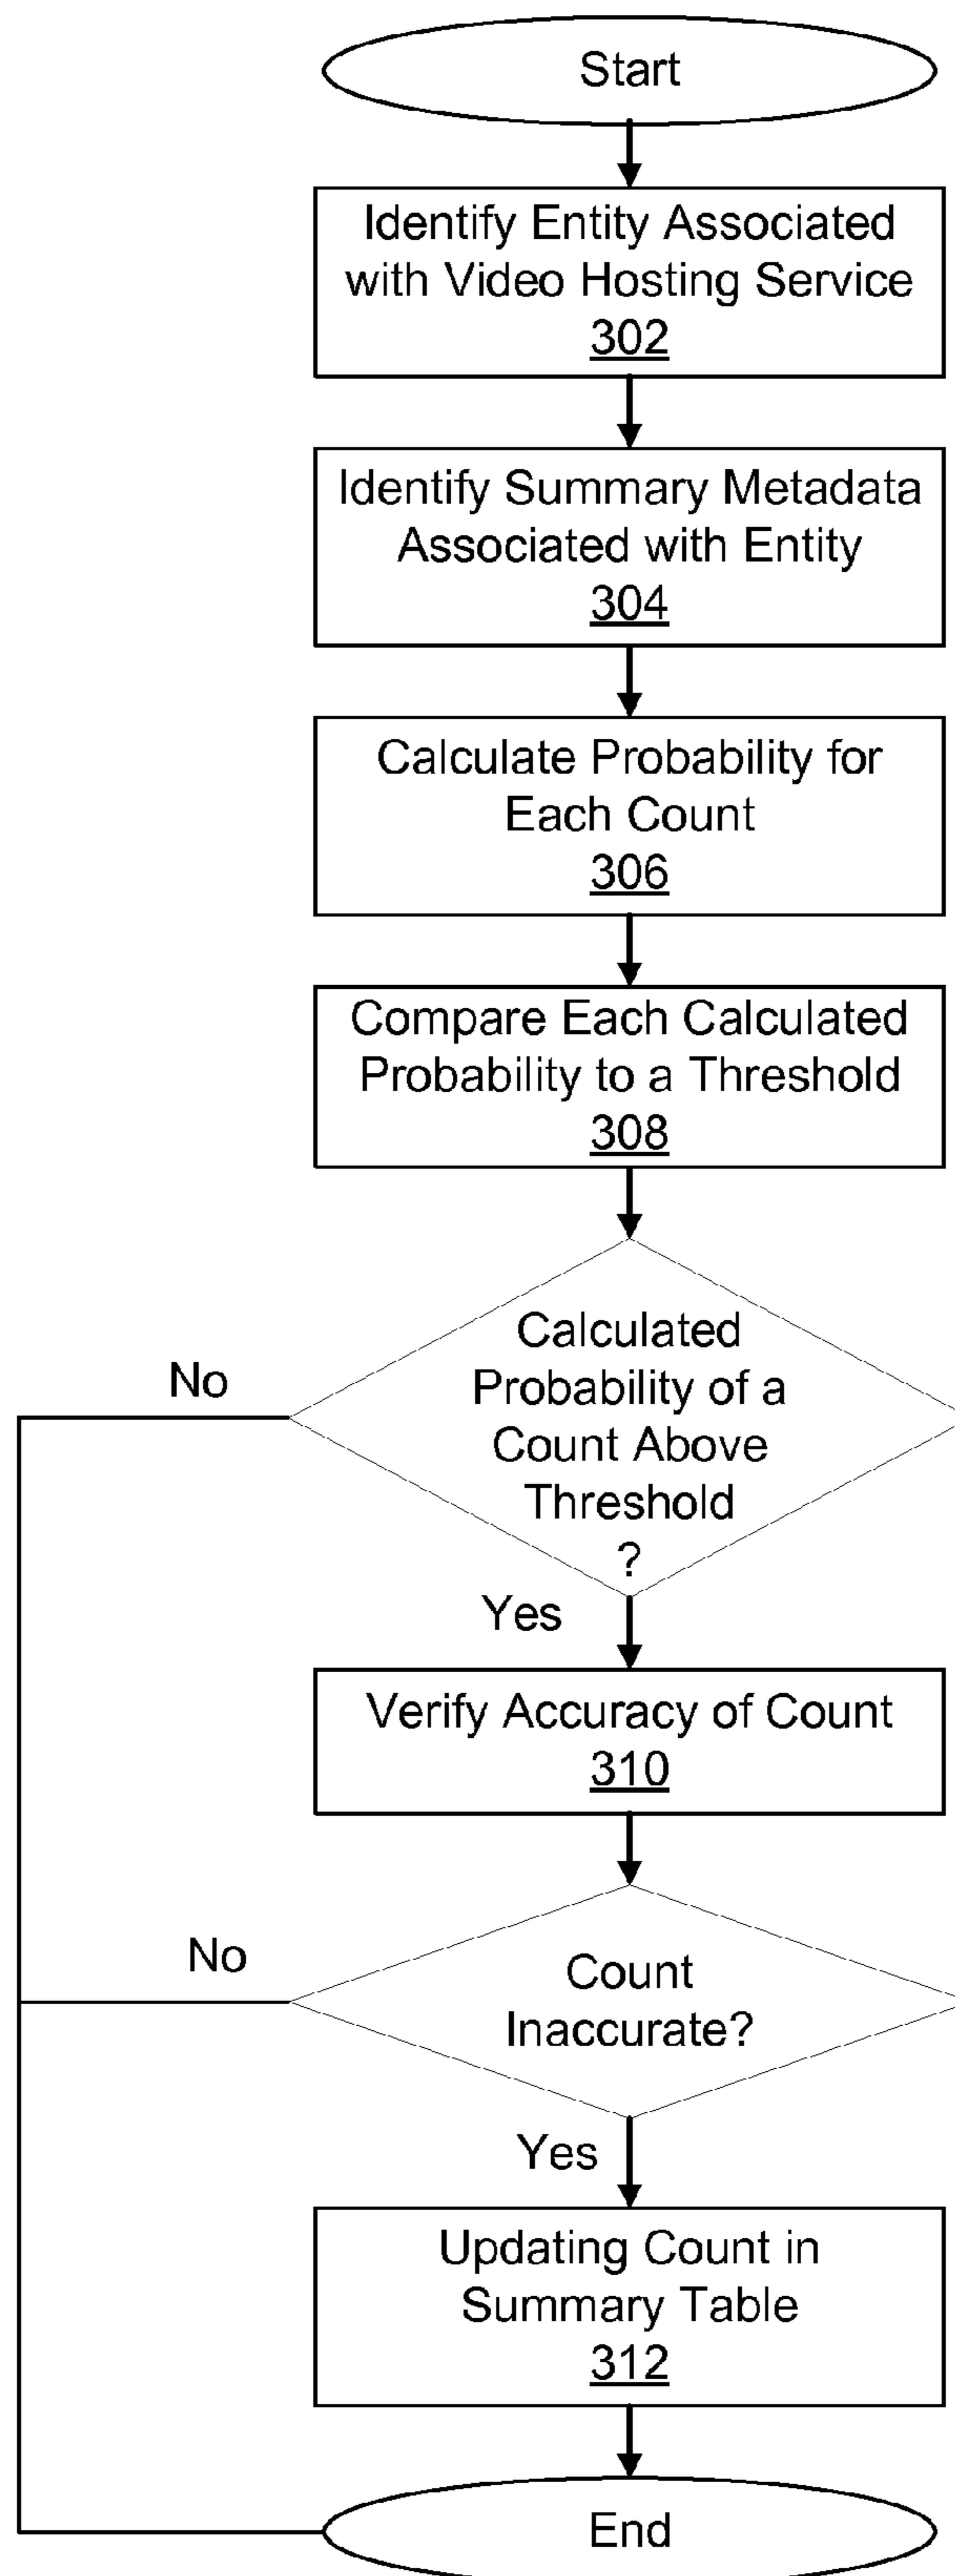 Start
Identify Entity Associated
with Video Hosting Service
302
Identify Summary Metadata
Associated with Entity
304
Calculate Probability for
Each Count
306
Compare Each Calculated
Probability to a Threshold
308
No
Calculated
Probability of a
Count Above
Threshold
?
Yes
Verify Accuracy of Count
310
No
Count
Inaccurate?
Yes
Updating Count in
Summary Table
312
End